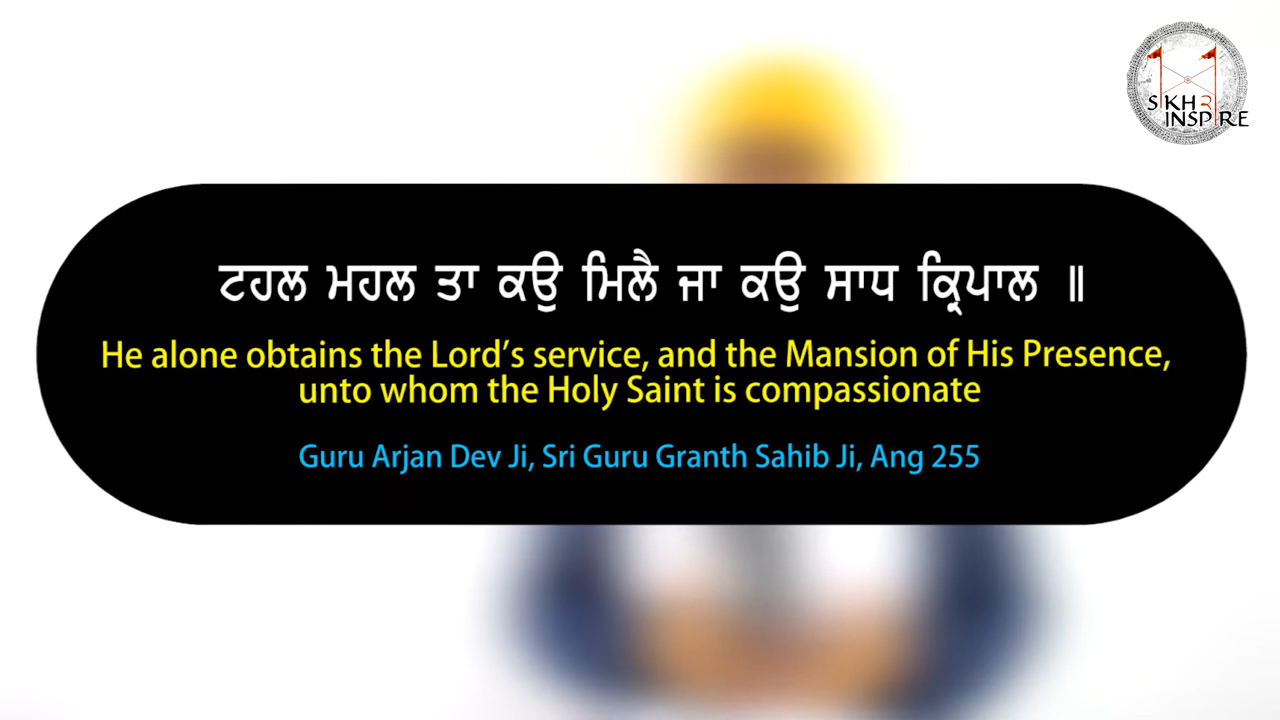 SIKH 2
INSPIRE
ਟਹਲ ਮਹਲ ਤਾ ਕਉ ਮਿਲੈ ਜਾ ਕਉ ਸਾਧ ਕ੍ਰਿਪਾਲ ॥
He alone obtains the Lord's service, and the Mansion of His Presence,
unto whom the Holy Saint is compassionate
Guru Arjan Dev Ji, Sri Guru Granth Sahib Ji, Ang 255